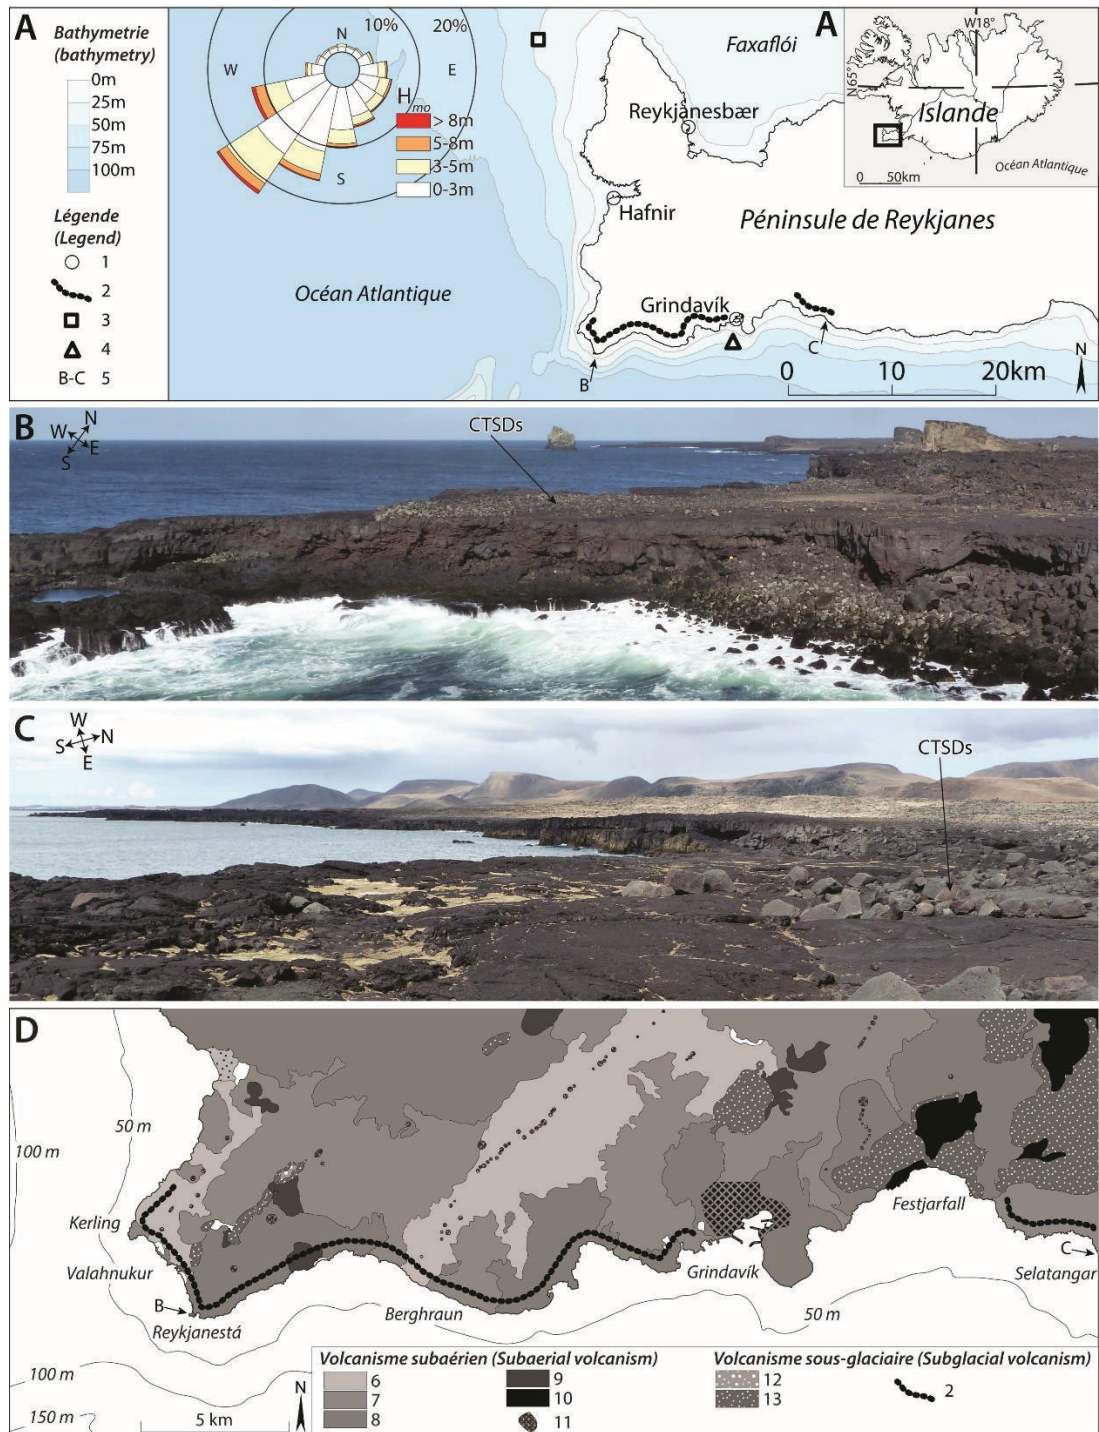 A
Bathymetrie
(bathymetry)
0m
25m
50m
75m
100m
Légende
(Legend)
1
2
3
4
B-C 5
N
10%
20%
W
E
S
Hmo
> 8m
5-8m
3-5m
0-3m
Faxaflói
Reykjanesbær
Hafnir
Péninsule de Reykjanes
Océan Atlantique
Grindavík
B
C
0 10 20km
N
A
W18°
N65°
Islande
Océan Atlantique
0 50km
B
N
W
E
S
CTSDs
C
W
N
S
E
CTSDs
D
50 m
100 m
Kerling
Valahnukur
B
Reykjanestá
Berghraun
Grindavík
Festjarfall
C
Selatangar
50 m
100 m
150 m
N
5 km
Volcanisme subaérien (Subaerial volcanism)
6
7
8
9
10
11
Volcanisme sous-glaciaire (Subglacial volcanism)
12
13
2